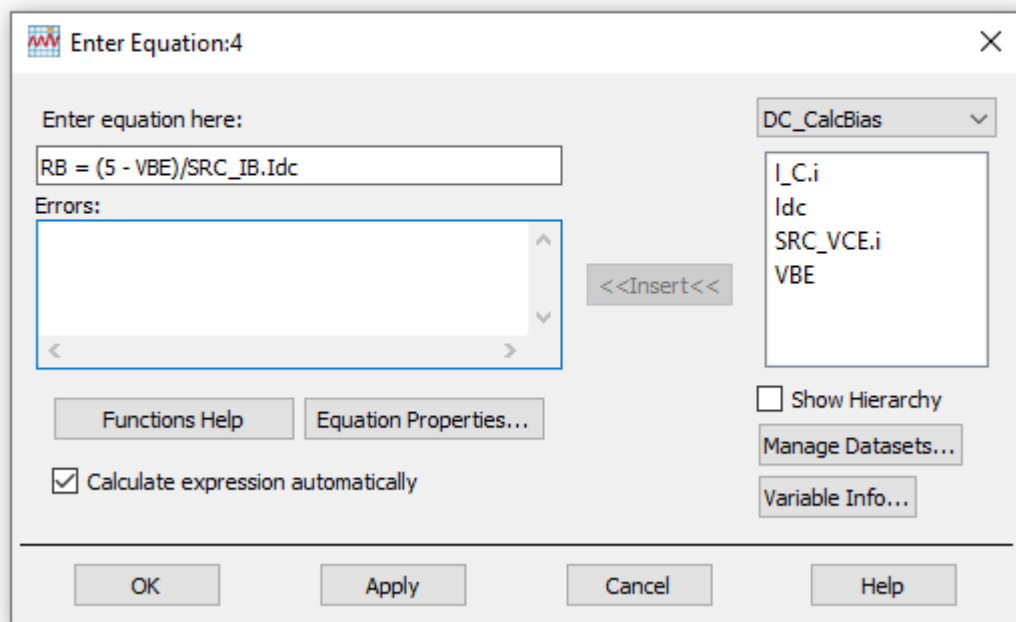 Enter Equation:4
Enter equation here:
RB = (5 - VBE)/SRC_IB.Idc
Errors:
<<Insert<<
DC_CalcBias
I_C.i
Idc
SRC_VCE.i
VBE
Show Hierarchy
Functions Help
Equation Properties...
Manage Datasets...
Calculate expression automatically
Variable Info...
OK
Apply
Cancel
Help